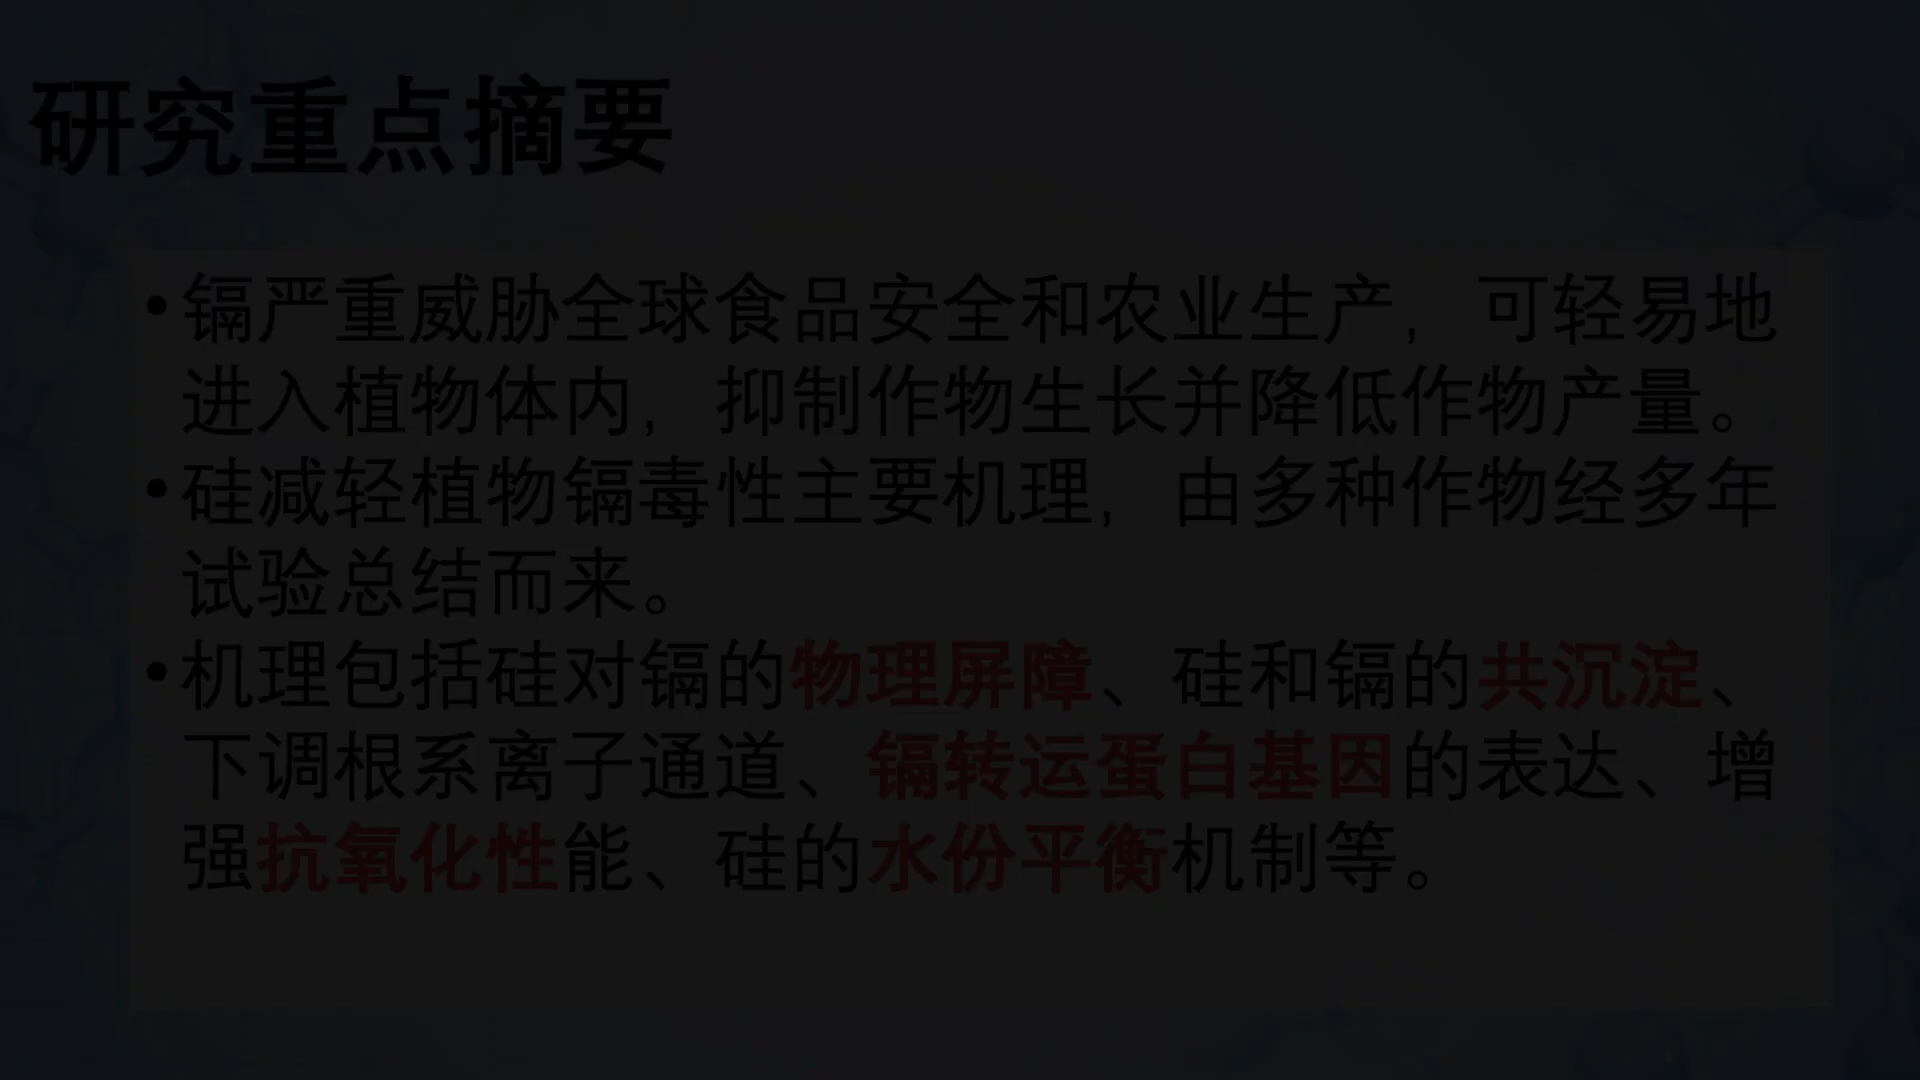 研究重点摘要
•镉严重威胁全球食品安全和农业生产，可轻易地
进入植物体内，抑制作物生长并降低作物产量。
•硅减轻植物镉毒性主要机理，由多种作物经多年
试验总结而来。
•机理包括硅对镉的物理屏障、硅和镉的共沉淀、
下调根系离子通道、镉转运蛋白基因的表达、增
强抗氧化性能、硅的水份平衡机制等。